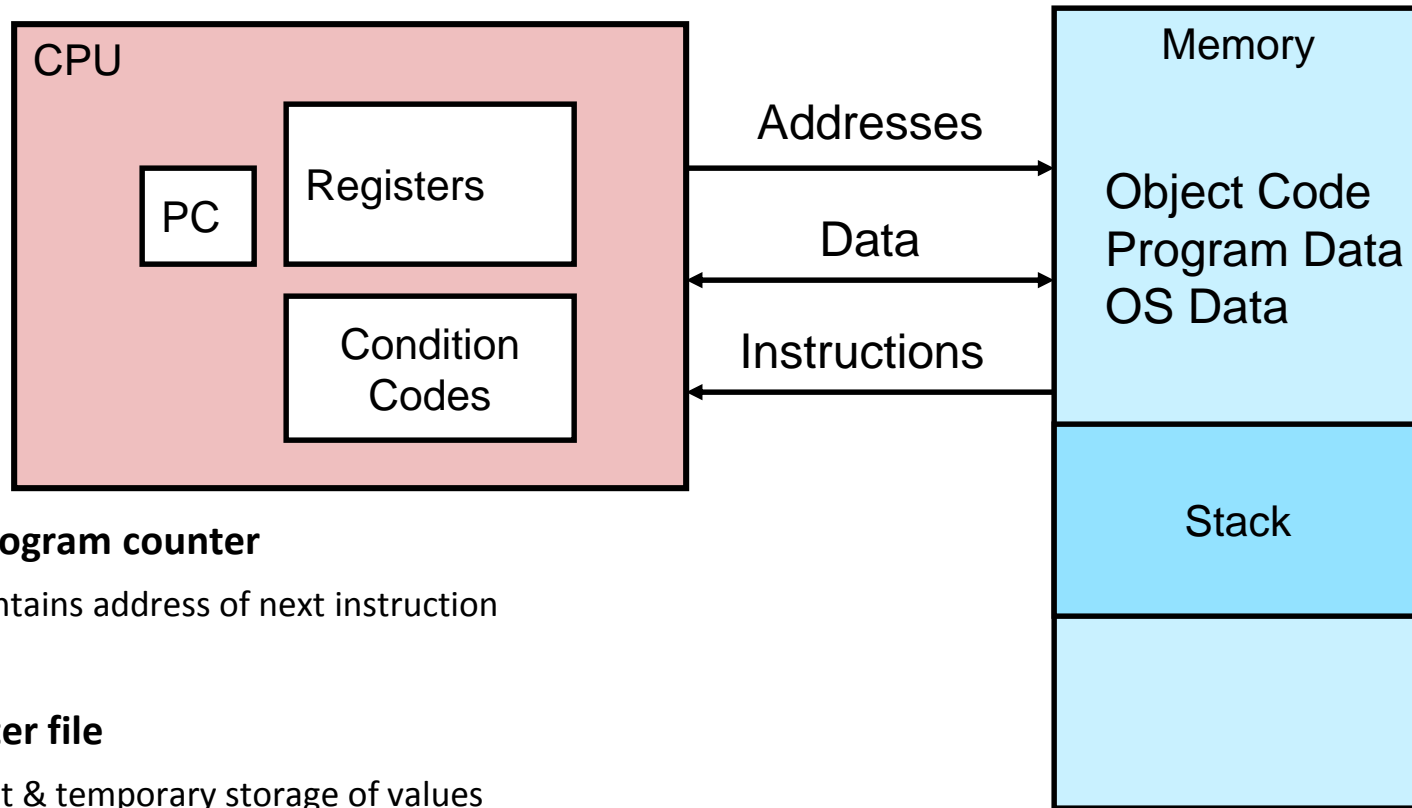 CPU
PC
Registers
Condition
Codes
Addresses
Data
Instructions
Memory
Object Code
Program Data
OS Data
Stack
ogram counter
ntains address of next instruction
ter file
t & temporary storage of values